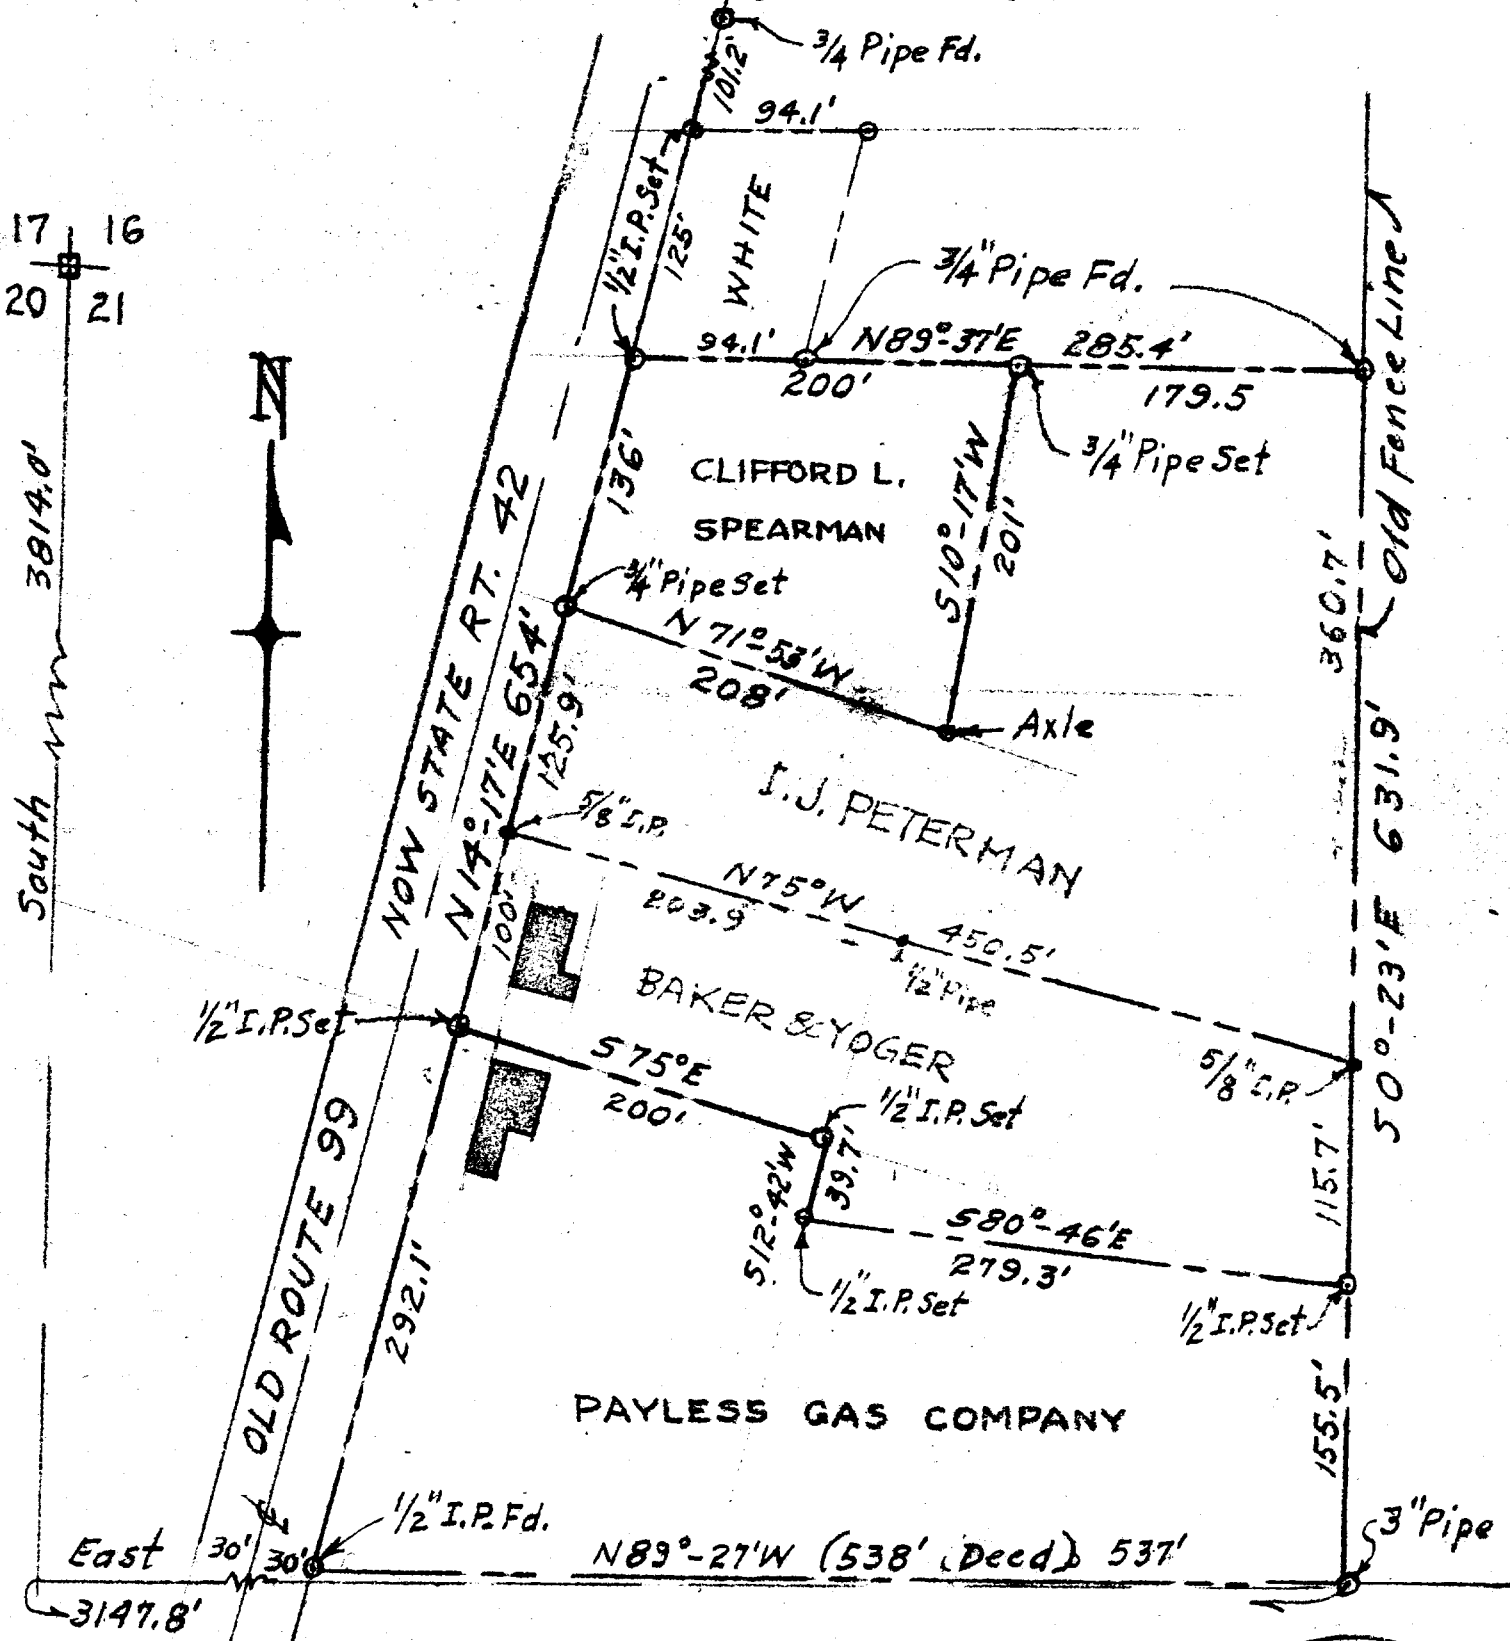 3/4 Pipe Fd.
101.2'
94.1'
1/2" I.P. Set
125'
WHITE
17 16
20 21
3/4" Pipe Fd.
Old Fence Line
94.1'
N89°-37'E 285.4'
200'
179.5
3/4" Pipe Set
N
136'
CLIFFORD L.
SPEARMAN
S10°-17'W
201'
South 3814.0'
3/4" Pipe Set
N 71°-53'W
208'
Axle
360.7'
S 0°-23'E 631.9'
NOW STATE RT. 42
N14°-17'E 654'
125.9'
I.J. PETERMAN
5/8" I.P.
N75°W
203.9
450.5'
1/2" Pipe
100'
BAKER & YOGER
1/2" I.P. Set
S 75°E
200'
5/8" I.P.
1/2" I.P. Set
39.7'
S12°-42'W
115.7'
S80°-46'E
279.3'
1/2" I.P. Set
1/2" I.P. Set
OLD ROUTE 99
292.1'
PAYLESS GAS COMPANY
155.5'
1/2" I.P. Fd.
3" Pipe
East 30' 30'
N89°-27'W (538' Deed) 537'
3147.8'